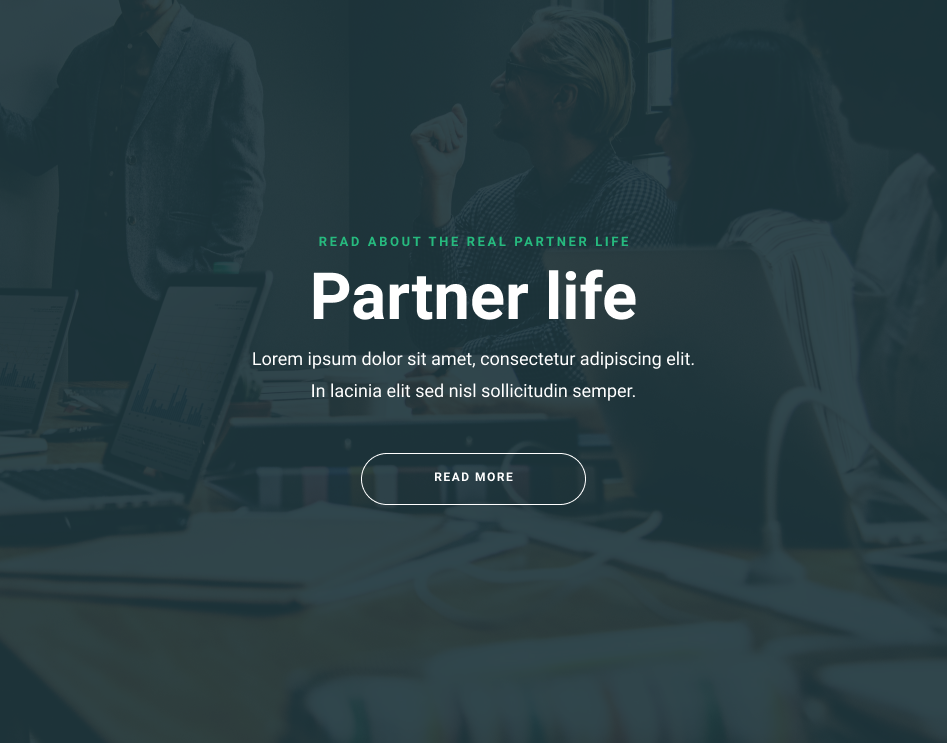 READ ABOUT THE REAL PARTNER LIFE
Partner life
Lorem ipsum dolor sit amet, consectetur adipiscing elit.
In lacinia elit sed nisl sollicitudin semper.
READ MORE